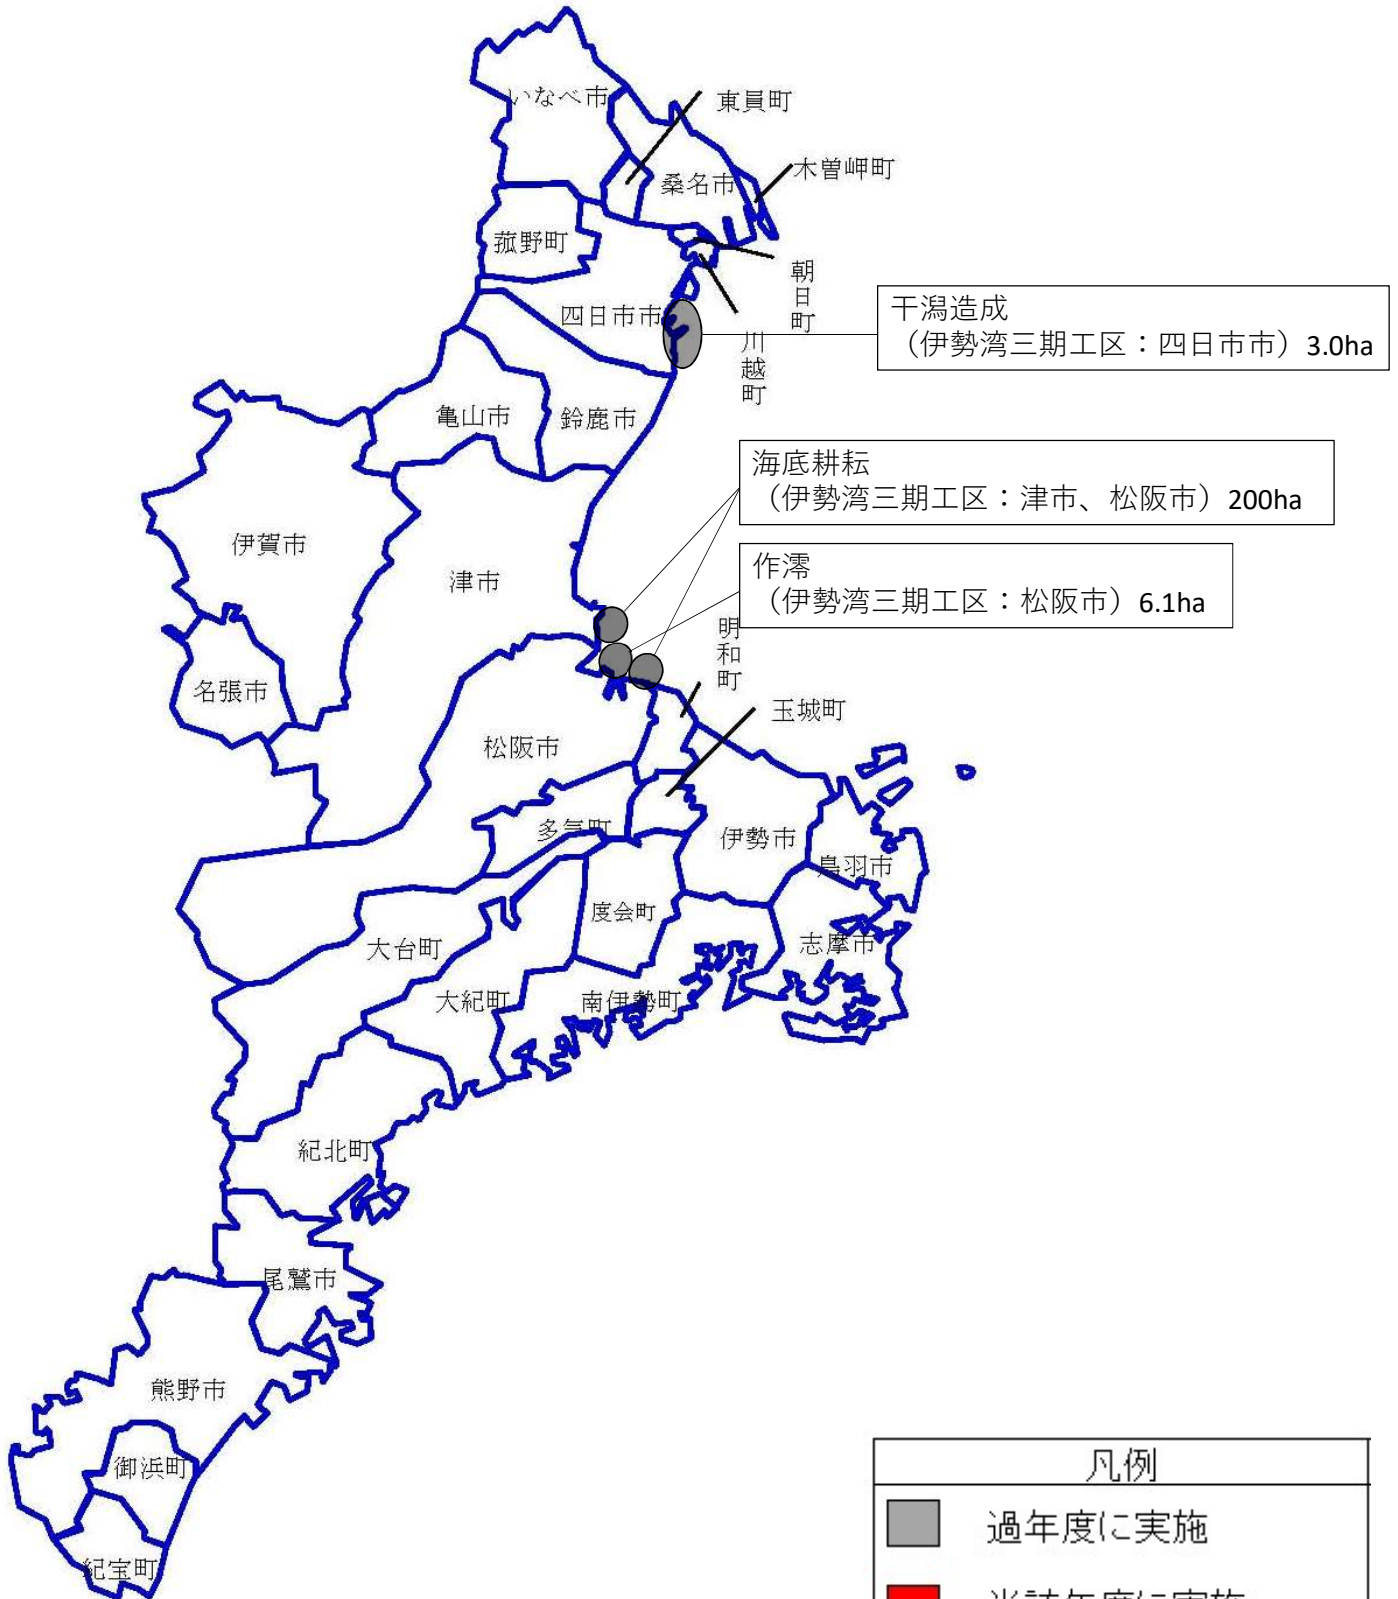 いなべ市
東員町
木曽岬町
桑名市
菰野町
朝日町
四日市市
川越町
干潟造成
（伊勢湾三期工区：四日市市）3.0ha
亀山市
鈴鹿市
海底耕耘
（伊勢湾三期工区：津市、松阪市）200ha
伊賀市
津市
作澪
（伊勢湾三期工区：松阪市）6.1ha
明和町
名張市
玉城町
松阪市
多気町
伊勢市
鳥羽市
度会町
大台町
志摩市
大紀町
南伊勢町
紀北町
尾鷲市
熊野市
御浜町
紀宝町
凡例
過年度に実施
当該年度に実施